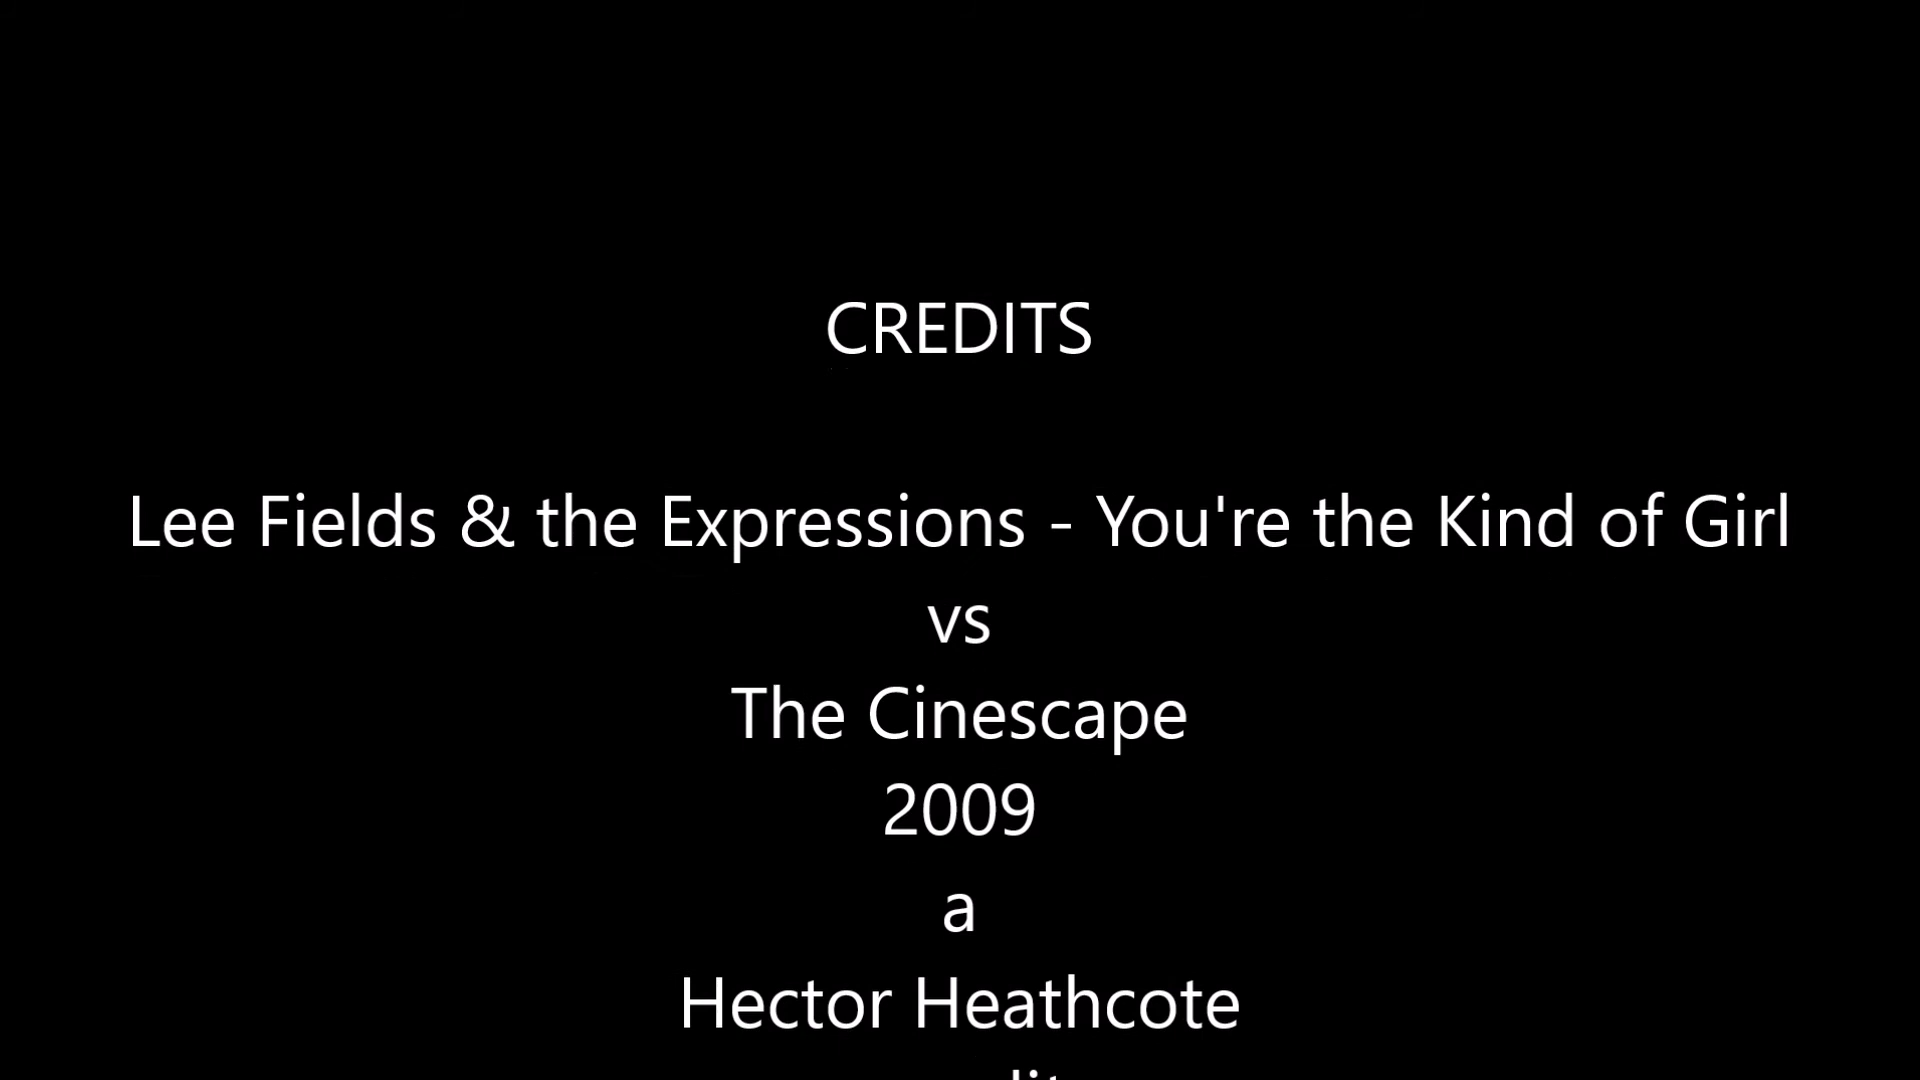 CREDITS
Lee Fields & the Expressions - You're the Kind of Girl
vs
The Cinescape
2009
a
Hector Heathcote